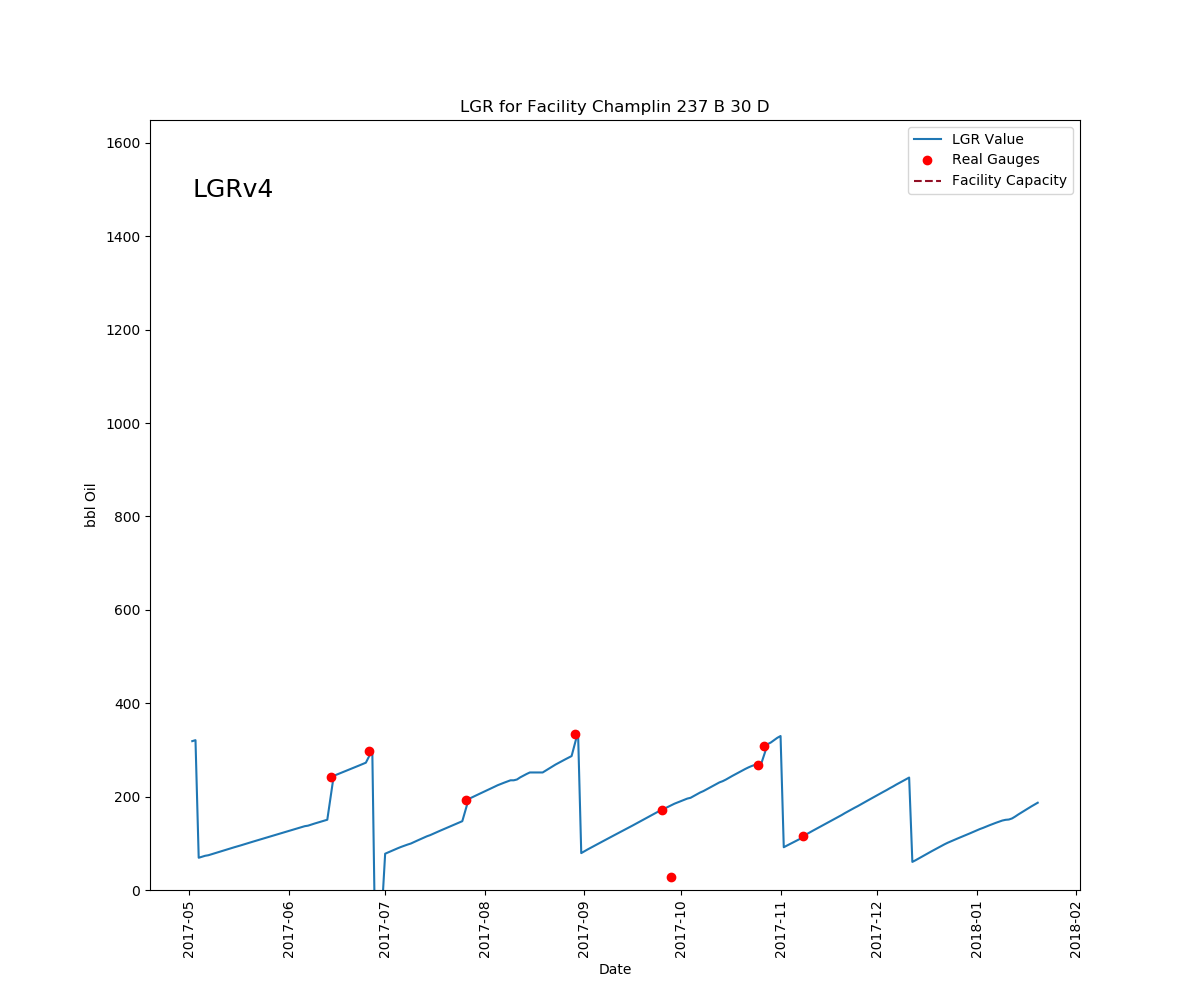 LGR for Facility Champlin 237 B 30 D
LGRv4
LGR Value
Real Gauges
Facility Capacity
bbl Oil
1600
1400
1200
1000
800
600
400
200
0
2017-05
2017-06
2017-07
2017-08
2017-09
2017-10
2017-11
2017-12
2018-01
2018-02
Date